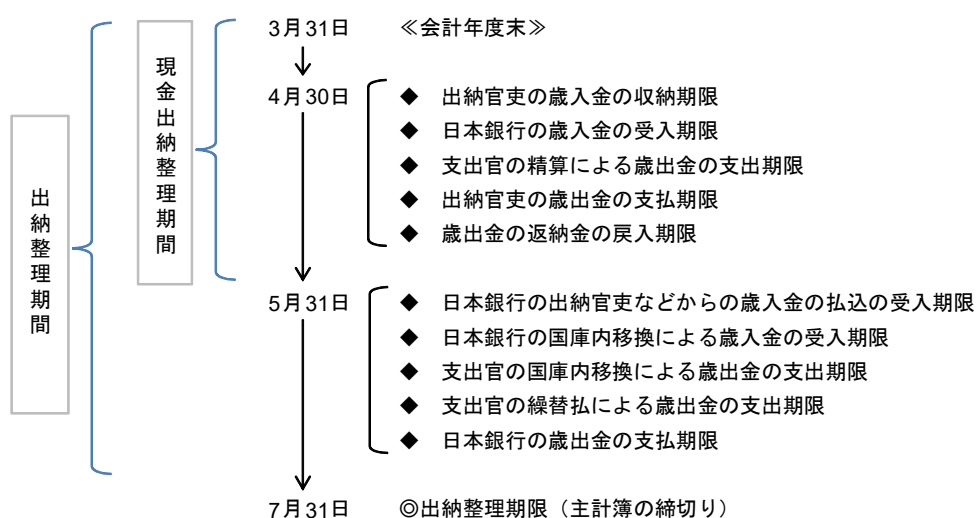 3月31日 ≪会計年度末≫
現金出納整理期間
4月30日 ◆ 出納官吏の歳入金の収納期限
◆ 日本銀行の歳入金の受入期限
◆ 支出官の精算による歳出金の支出期限
◆ 出納官吏の歳出金の支払期限
◆ 歳出金の返納金の戻入期限
出納整理期間
5月31日 ◆ 日本銀行の出納官吏などからの歳入金の払込の受入期限
◆ 日本銀行の国庫内移換による歳入金の受入期限
◆ 支出官の国庫内移換による歳出金の支出期限
◆ 支出官の繰替払による歳出金の支出期限
◆ 日本銀行の歳出金の支払期限
7月31日 ◎出納整理期限（主計簿の締切り）